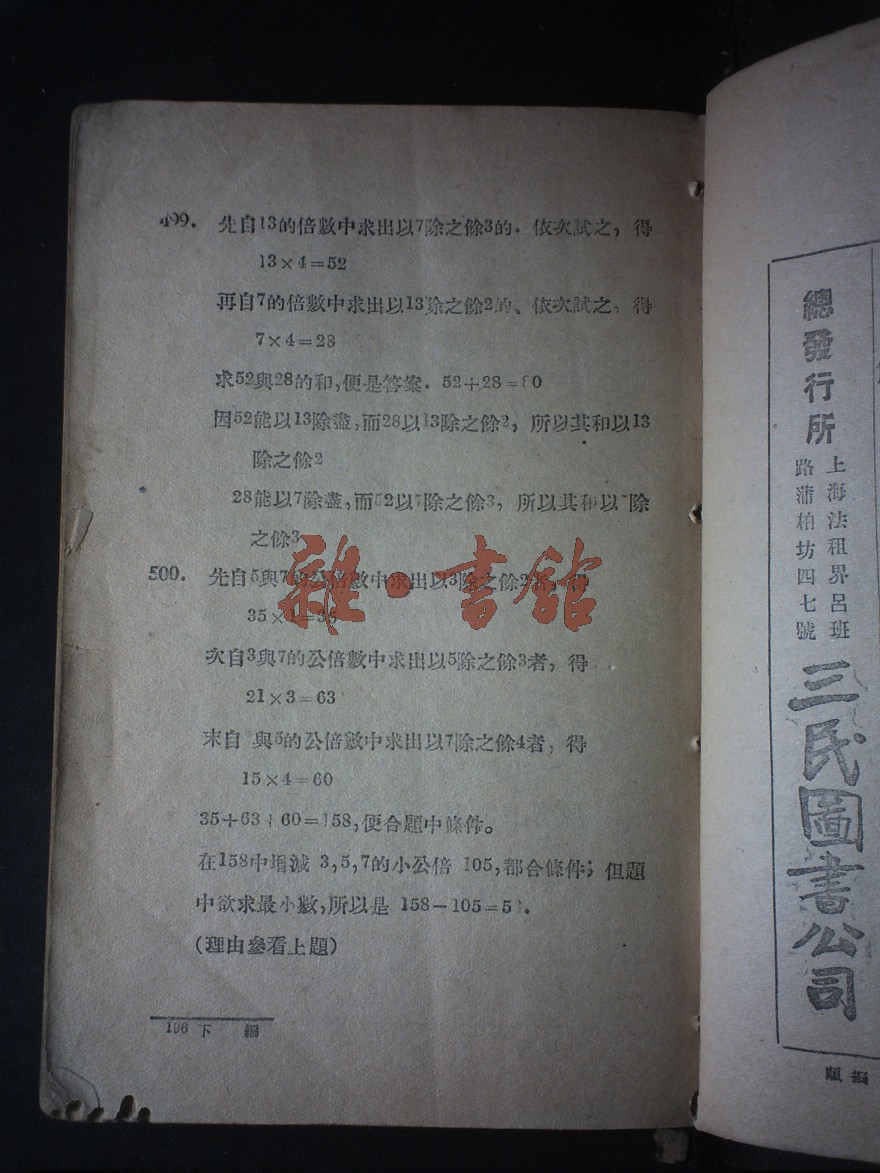 499. 先自13的倍數中求出以7除之餘3的。依次試之，得
13×4=52
再自7的倍數中求出以13除之餘2的、依次試之，得
7×4=28
求52與28的和，便是答案. 52+28=80
因52能以13除盡，而28以13除之餘2，所以其和以13
除之餘2
28能以7除盡，而52以7除之餘3，所以其和以 除
之餘3
500. 先自5與7的公倍數中求出以3除之餘2者，得
35×1=35
次自3與7的公倍數中求出以5除之餘3者，得
21×3=63
末自 與5的公倍數中求出以7除之餘4者，得
15×4=60
35+63+60=158，便合題中條件。
在158中增減 3,5,7的小公倍 105，都合條件；但題
中欲求最小數，所以是 158-105=53.
(理由參看上題)
196 下 編
雜·書館
總發行所
上海法租界呂班
路蒲柏坊四七號
三民圖書公司